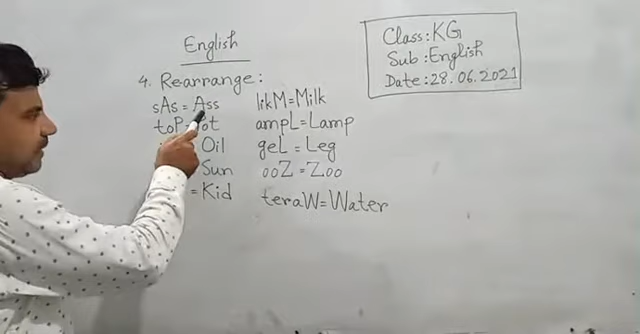 English
Class:KG
Sub:English
Date:28.06.2021
4. Rearrange:
sAs=Ass
toP=Pot
Oil
Sun
=Kid
likM=Milk
ampL=Lamp
geL=Leg
ooZ=Zoo
teraW=Water